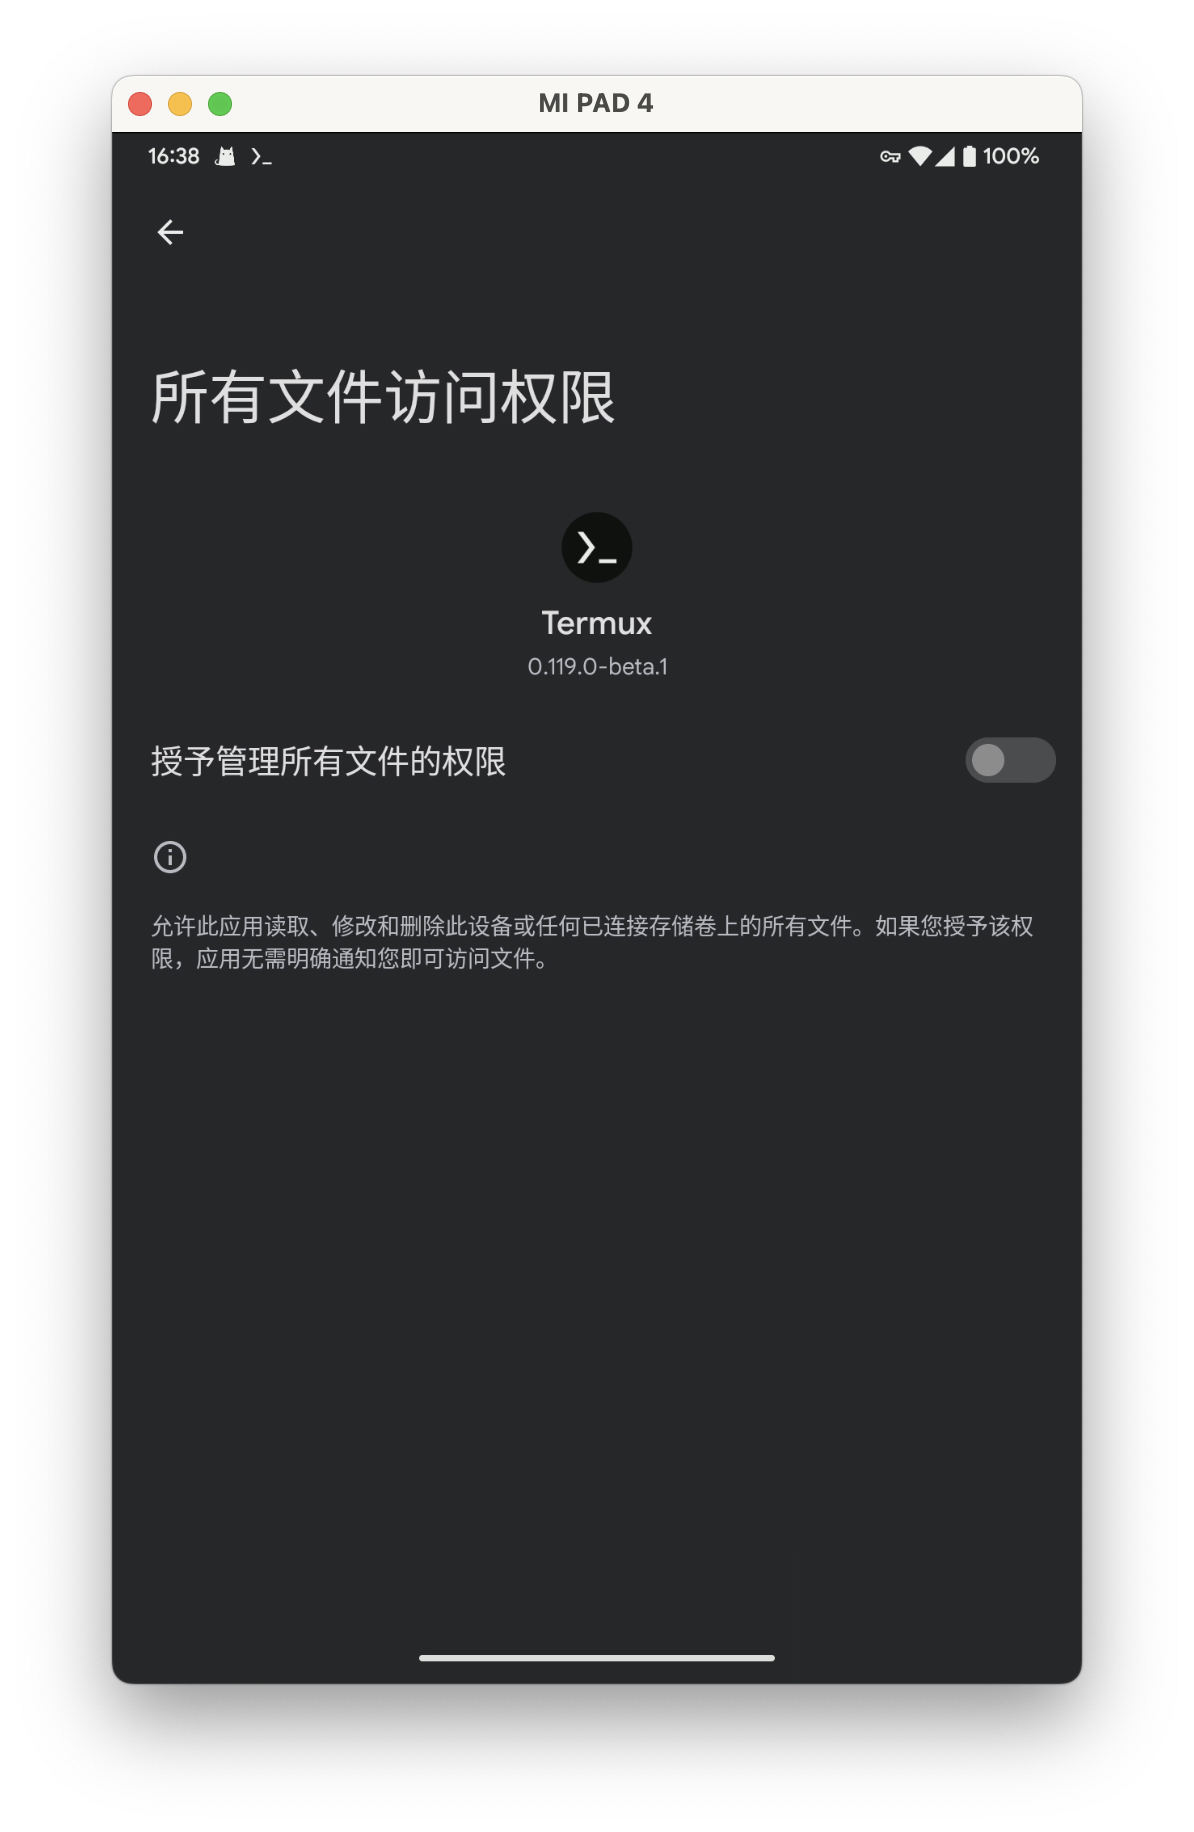 MI PAD 4
16:38 100%
所有文件访问权限
Termux
0.119.0-beta.1
授予管理所有文件的权限
允许此应用读取、修改和删除此设备或任何已连接存储卷上的所有文件。如果您授予该权
限，应用无需明确通知您即可访问文件。